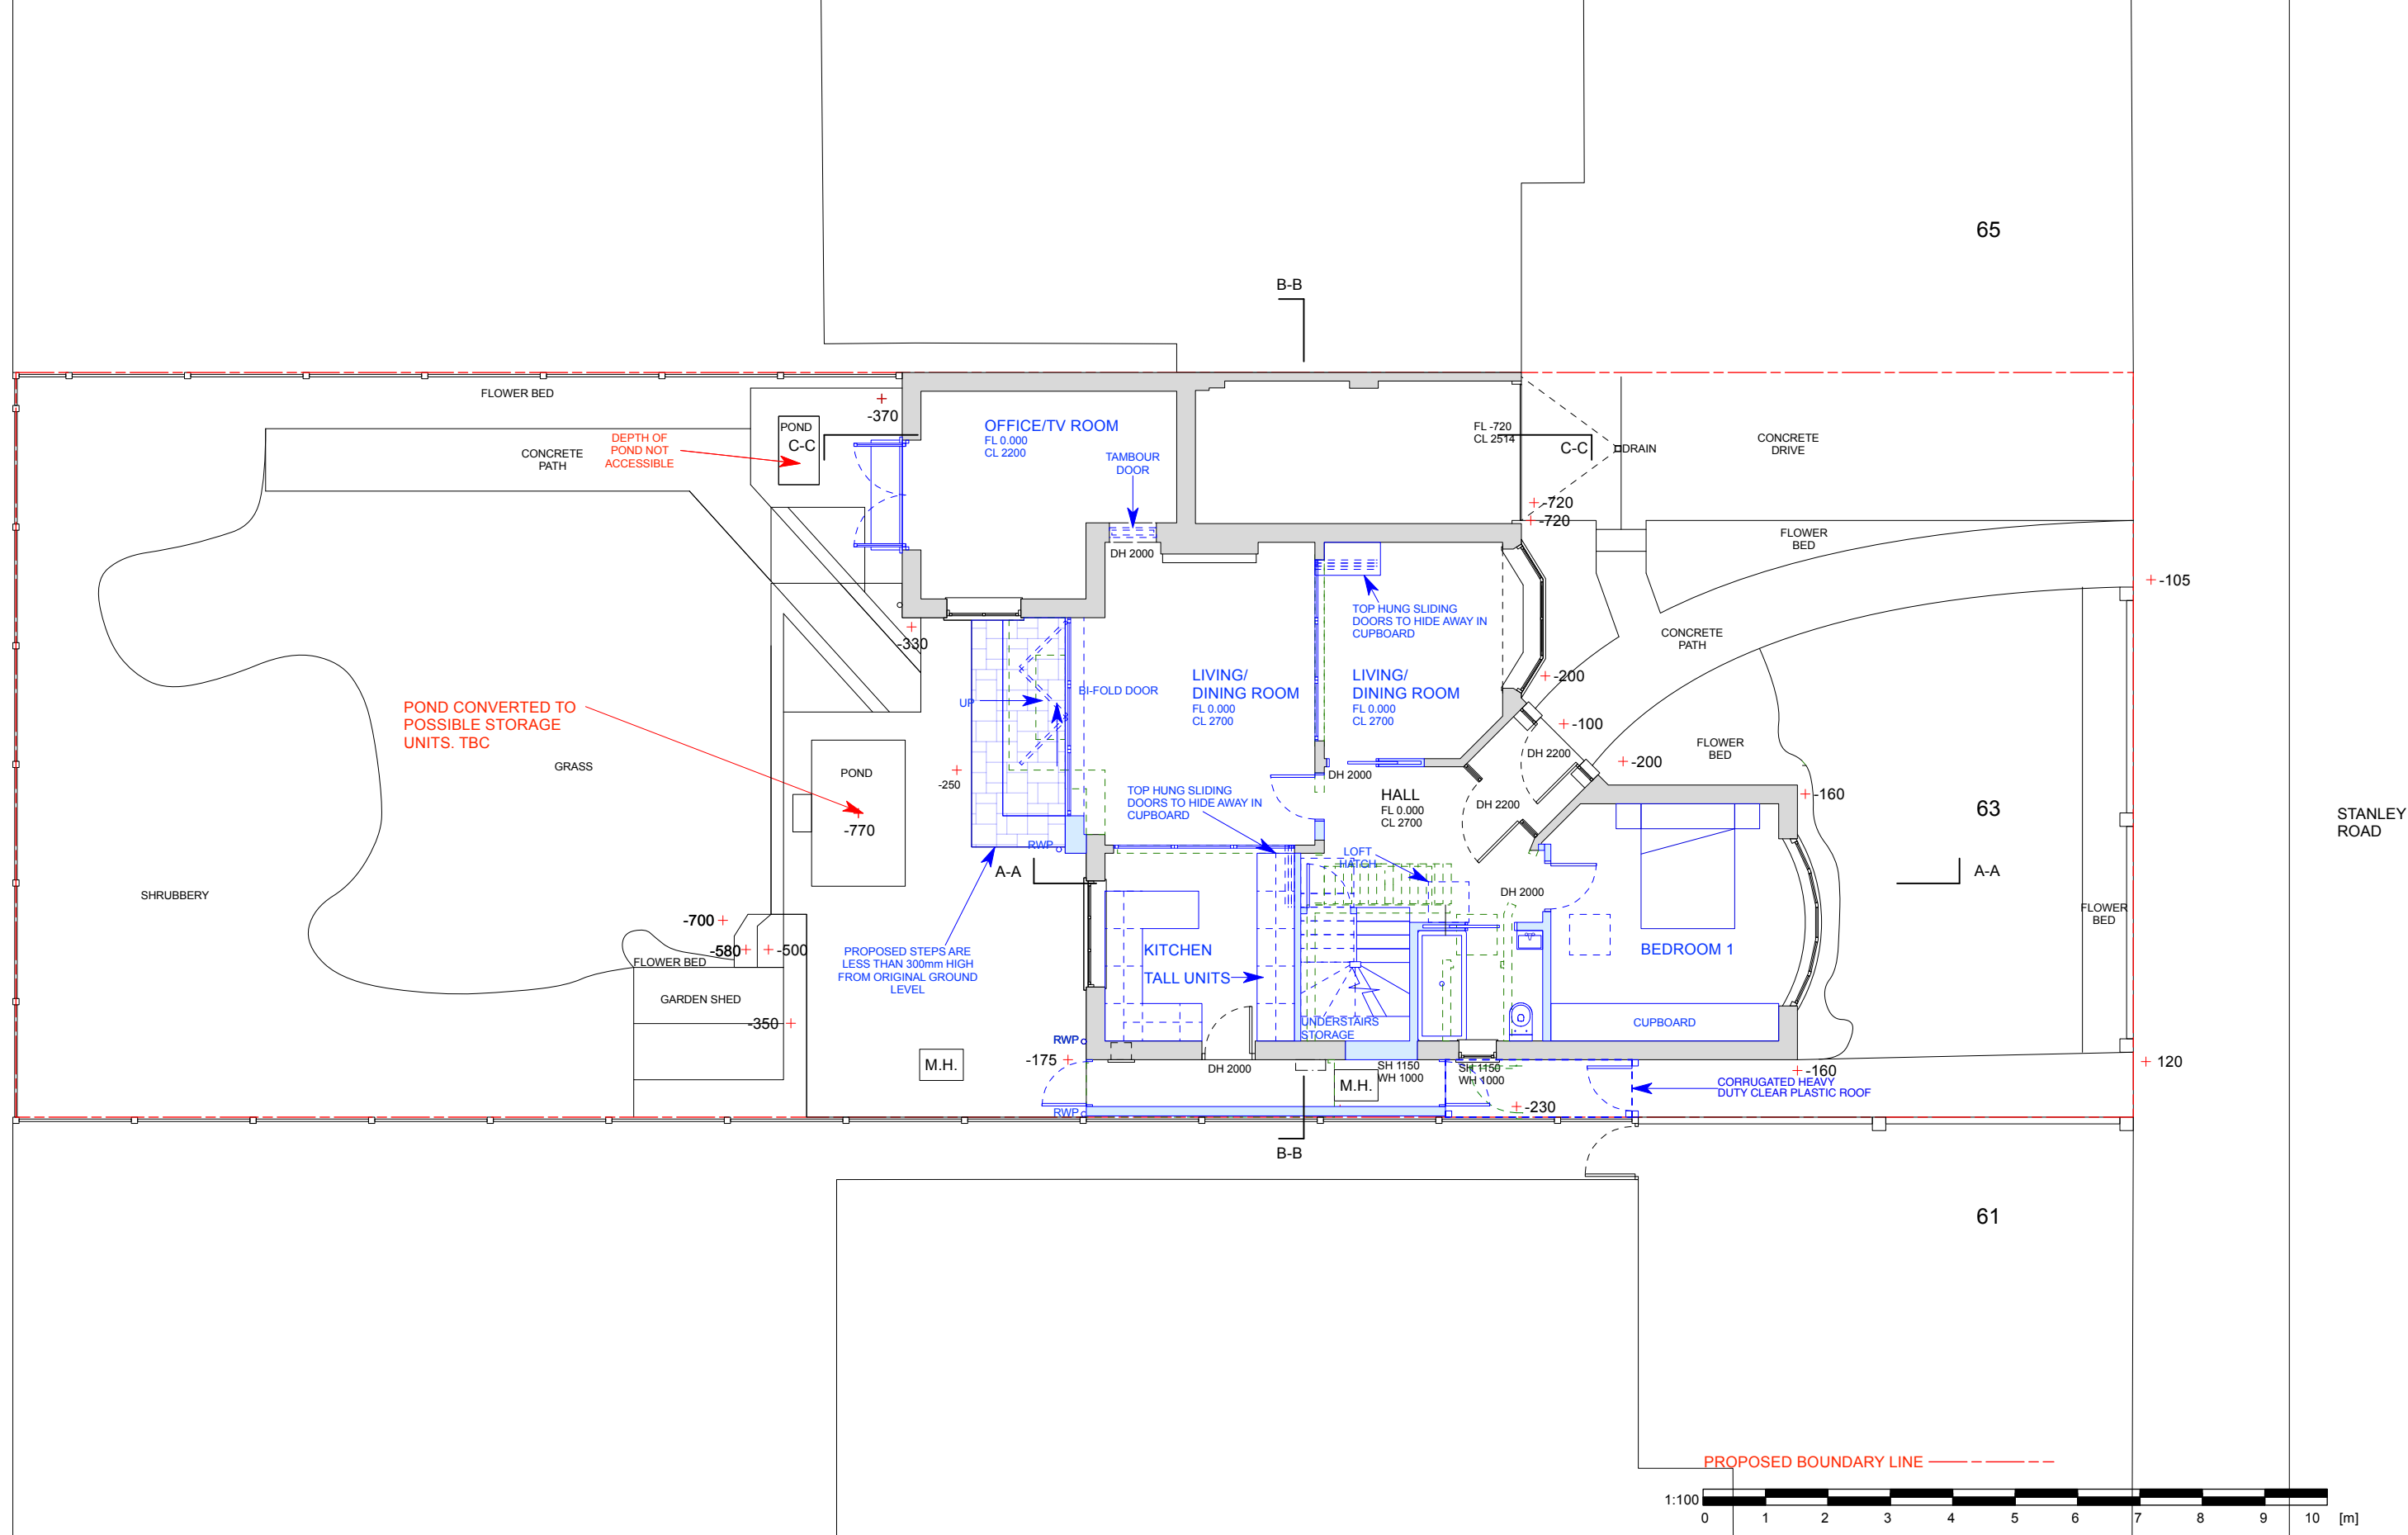 65
B-B
FLOWER BED
-370
POND
C-C
DEPTH OF
POND NOT
ACCESSIBLE
CONCRETE
PATH
OFFICE/TV ROOM
FL 0.000
CL 2200
TAMBOUR
DOOR
DH 2000
FL -720
CL 2514
C-C
DRAIN
CONCRETE
DRIVE
-720
-720
FLOWER
BED
-105
TOP HUNG SLIDING
DOORS TO HIDE AWAY IN
CUPBOARD
CONCRETE
PATH
-330
LIVING/
DINING ROOM
FL 0.000
CL 2700
LIVING/
DINING ROOM
FL 0.000
CL 2700
-200
BI-FOLD DOOR
UP
POND CONVERTED TO
POSSIBLE STORAGE
UNITS. TBC
GRASS
-100
DH 2200
FLOWER
BED
-200
POND
-250
DH 2000
TOP HUNG SLIDING
DOORS TO HIDE AWAY IN
CUPBOARD
HALL
FL 0.000
CL 2700
DH 2200
-160
63
STANLEY
ROAD
-770
RWP
LOFT
HATCH
A-A
A-A
SHRUBBERY
DH 2000
FLOWER
BED
-700
-580
-500
FLOWER BED
PROPOSED STEPS ARE
LESS THAN 300mm HIGH
FROM ORIGINAL GROUND
LEVEL
KITCHEN
TALL UNITS
BEDROOM 1
GARDEN SHED
-350
UNDERSTAIRS
STORAGE
CUPBOARD
RWP
-175
M.H.
DH 2000
SH 1150
WH 1000
M.H.
SH 1150
WH 1000
-160
120
CORRUGATED HEAVY
DUTY CLEAR PLASTIC ROOF
RWP
-230
B-B
61
PROPOSED BOUNDARY LINE
1:100
0 1 2 3 4 5 6 7 8 9 10 [m]